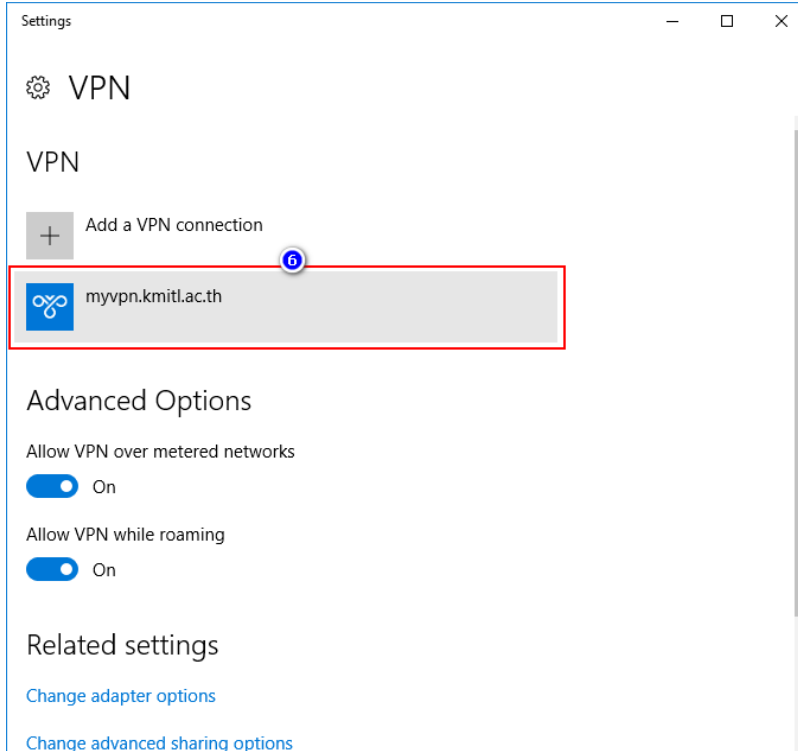 Settings
VPN
VPN
Add a VPN connection
6
myvpn.kmitl.ac.th
Advanced Options
Allow VPN over metered networks
On
Allow VPN while roaming
On
Related settings
Change adapter options
Change advanced sharing options